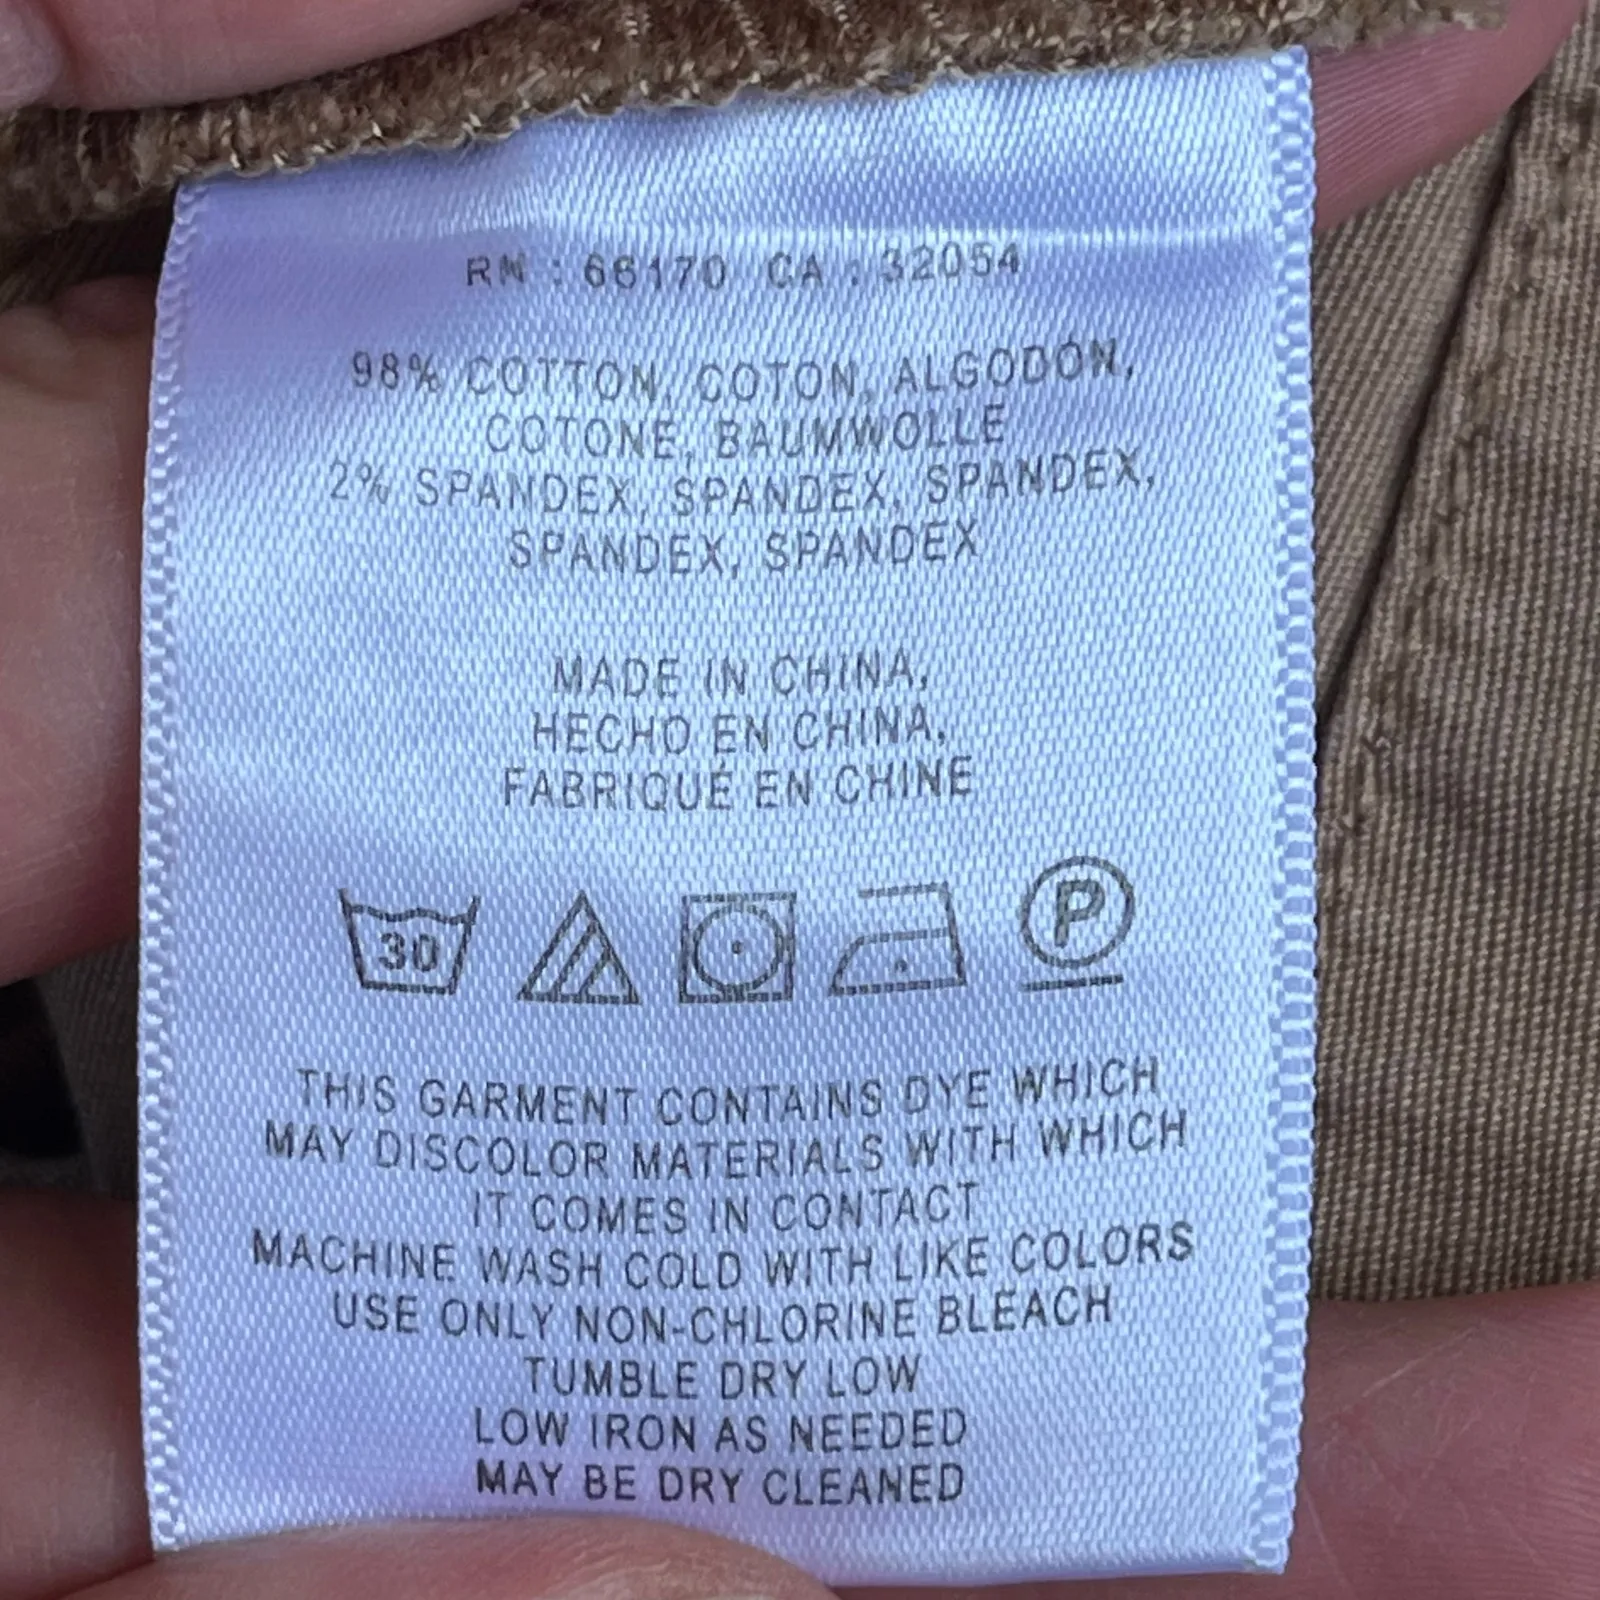 RN : 66170 CA : 32054
98% COTTON, COTON, ALGODÓN,
COTONE, BAUMWOLLE
2% SPANDEX, SPANDEX, SPANDEX,
SPANDEX, SPANDEX
MADE IN CHINA,
HECHO EN CHINA,
FABRIQUÉ EN CHINE
30 P
THIS GARMENT CONTAINS DYE WHICH
MAY DISCOLOR MATERIALS WITH WHICH
IT COMES IN CONTACT
MACHINE WASH COLD WITH LIKE COLORS
USE ONLY NON-CHLORINE BLEACH
TUMBLE DRY LOW
LOW IRON AS NEEDED
MAY BE DRY CLEANED